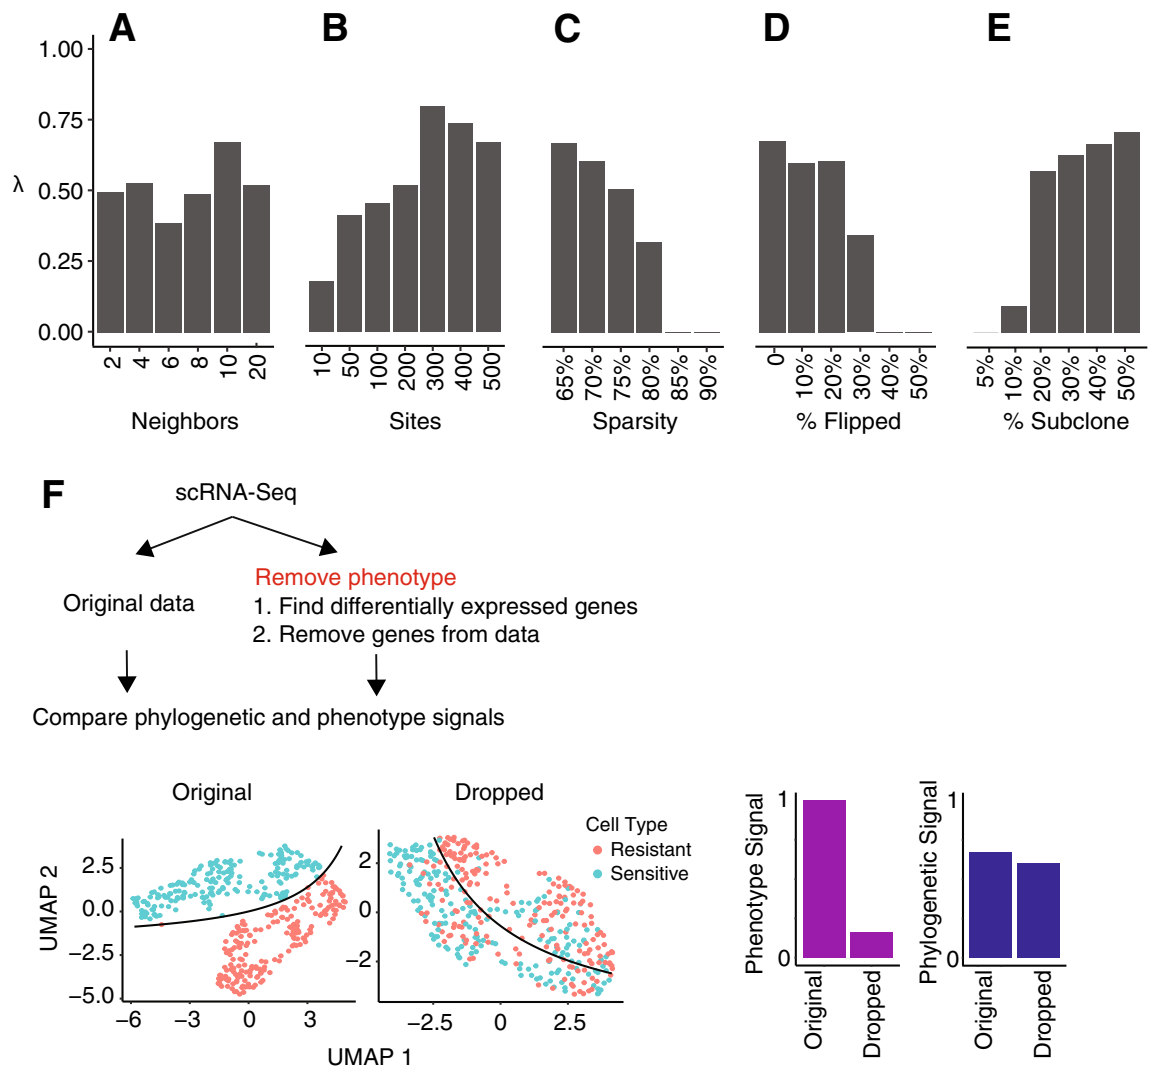 A B C D E
1.00
0.75
λ 0.50
0.25
0.00
2 4 6 8 10 20
10 50 100 200 300 400 500
65% 70% 75% 80% 85% 90%
0 10% 20% 30% 40% 50%
5% 10% 20% 30% 40% 50%
Neighbors Sites Sparsity % Flipped % Subclone
F
scRNA-Seq
Remove phenotype
Original data
1. Find differentially expressed genes
2. Remove genes from data
Compare phylogenetic and phenotype signals
Original
UMAP 2
2.5
0.0
−2.5
−5.0
−6 −3 0 3
Dropped
2
0
−2
−2.5 0 2.5
UMAP 1
Cell Type
Resistant
Sensitive
Phenotype Signal
1
0
Original Dropped
Phylogenetic Signal
1
0
Original Dropped